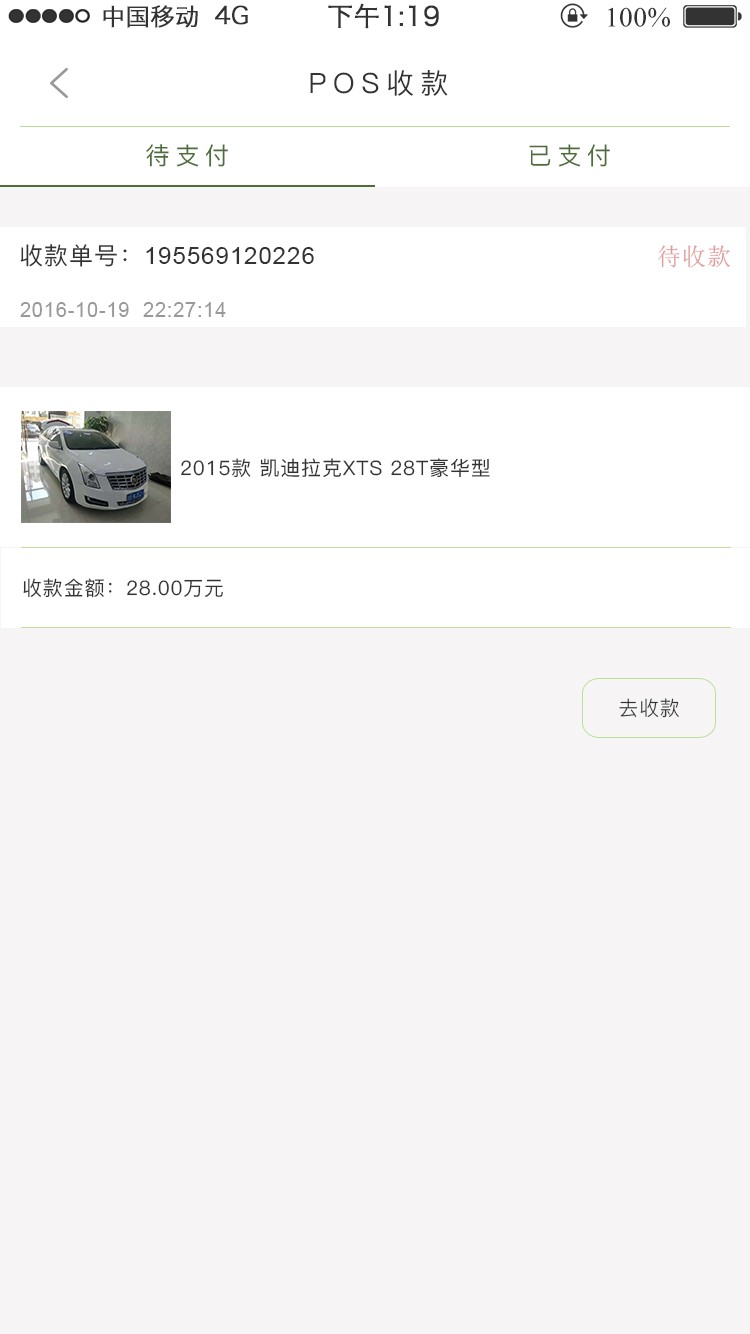 中国移动 4G 下午1:19 100%
POS收款
待支付 已支付
收款单号：195569120226 待收款
2016-10-19 22:27:14
2015款 凯迪拉克XTS 28T豪华型
收款金额：28.00万元
去收款